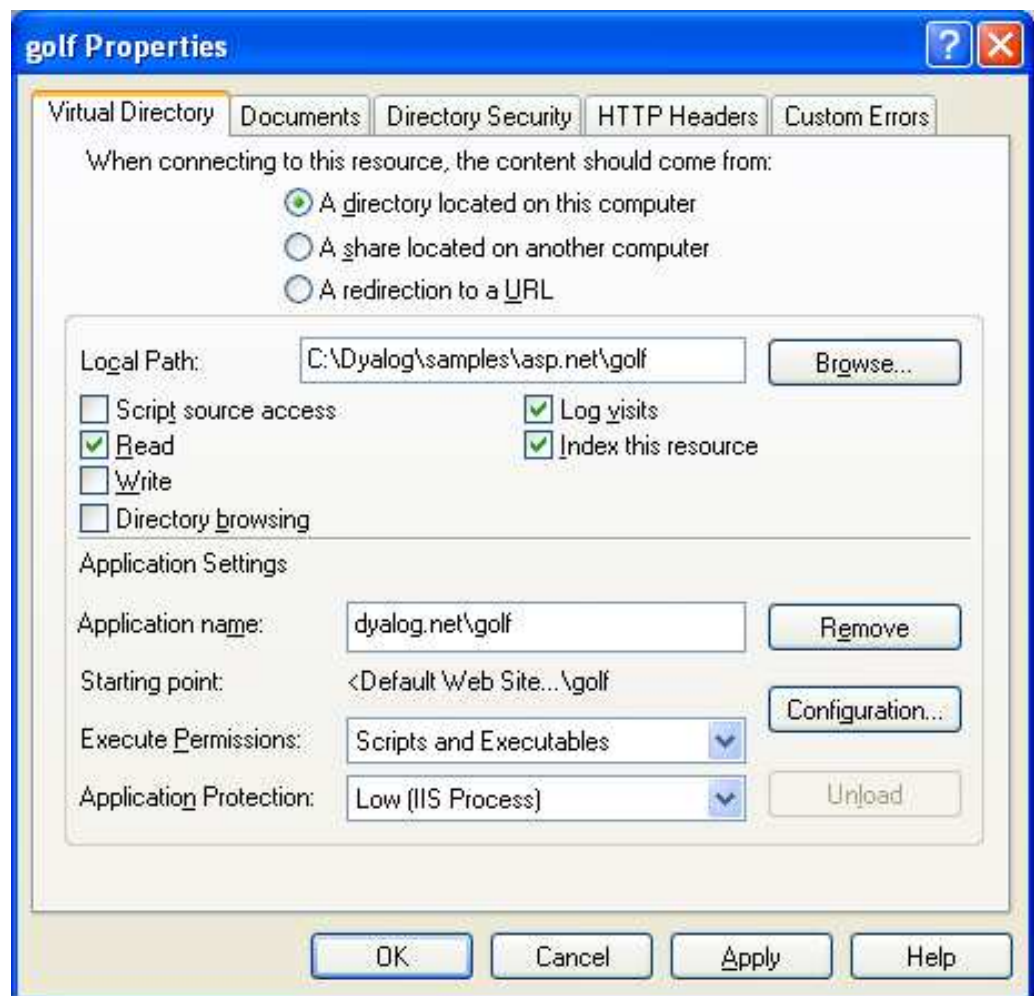 golf Properties
Virtual Directory Documents Directory Security HTTP Headers Custom Errors
When connecting to this resource, the content should come from:
A directory located on this computer
A share located on another computer
A redirection to a URL
Local Path: C:\Dyalog\samples\asp.net\golf Browse...
Script source access Log visits
Read Index this resource
Write
Directory browsing
Application Settings
Application name: dyalog.net\golf Remove
Starting point: <Default Web Site...\golf
Configuration...
Execute Permissions: Scripts and Executables
Application Protection: Low (IIS Process) Unload
OK Cancel Apply Help